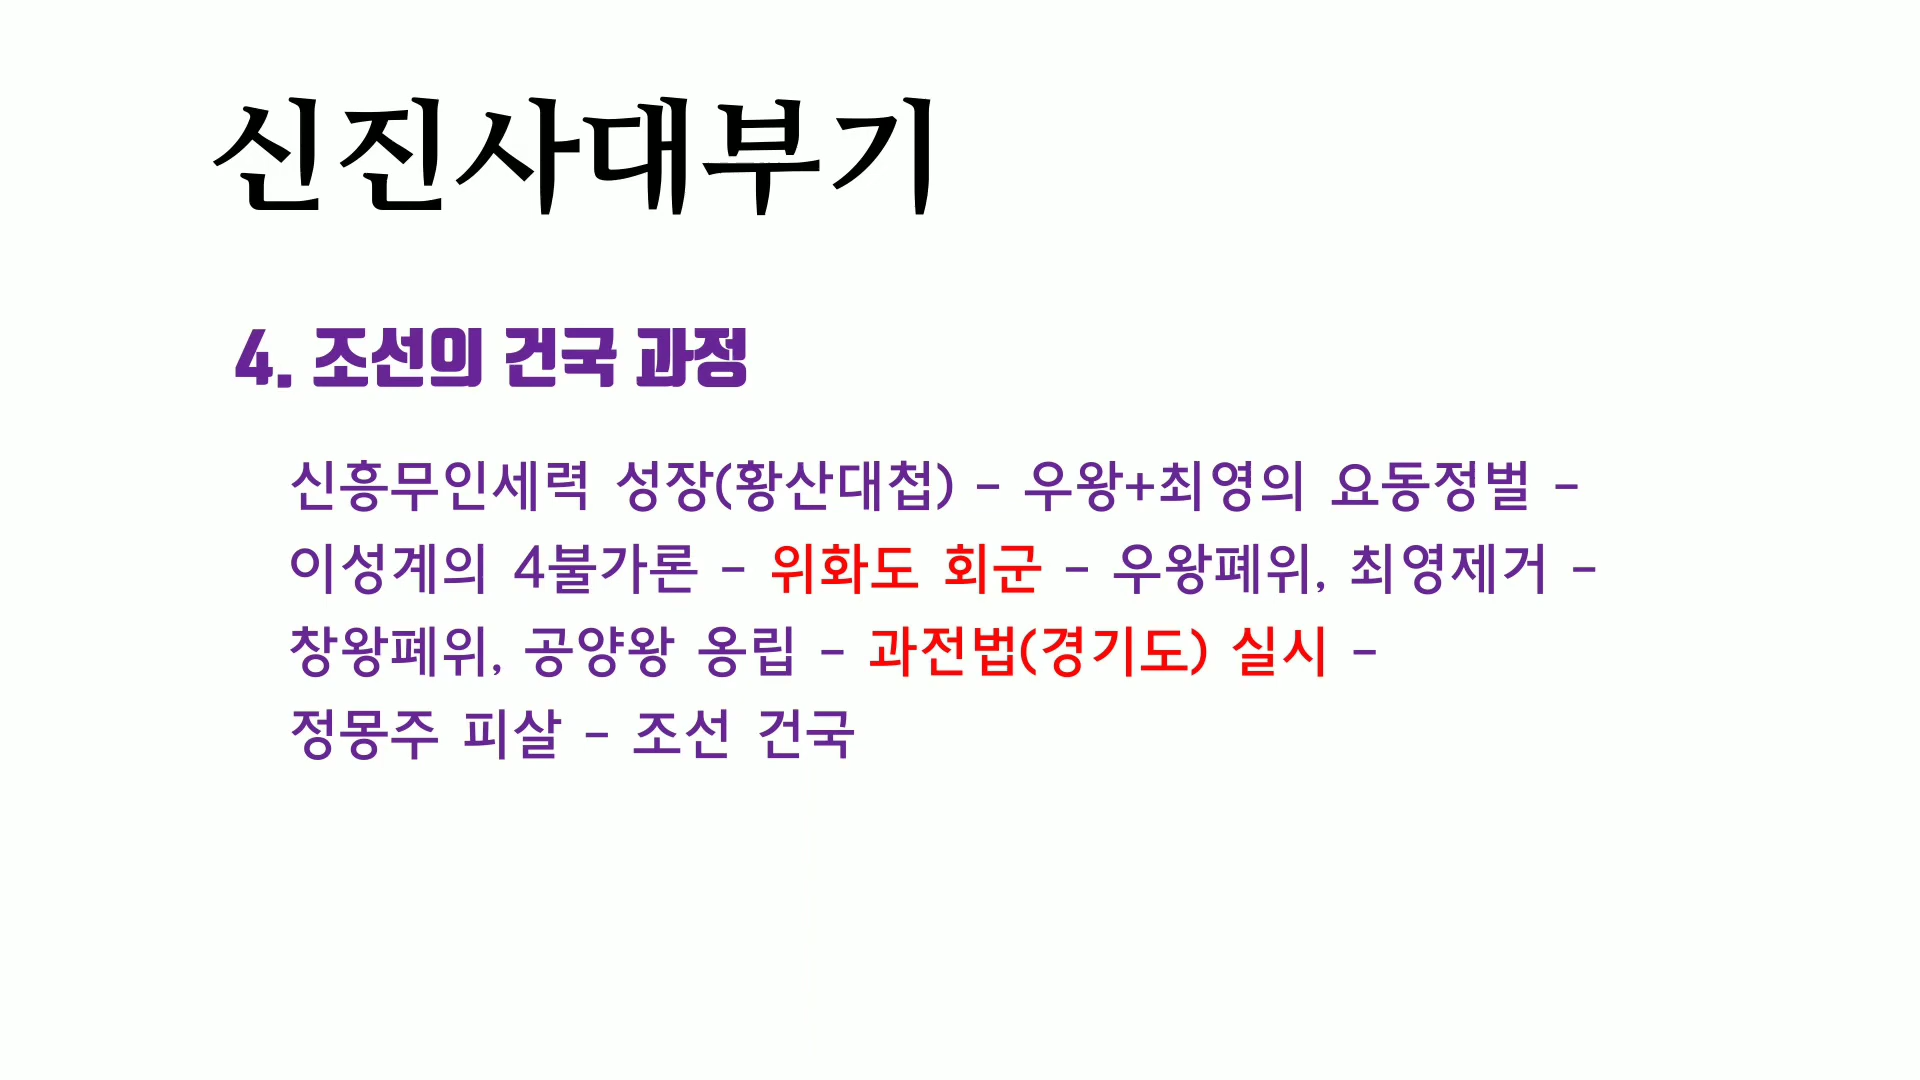 신진사대부기
4. 조선의 건국 과정
신흥무인세력 성장(황산대첩) - 우왕+최영의 요동정벌 -
이성계의 4불가론 - 위화도 회군 - 우왕폐위, 최영제거 -
창왕폐위, 공양왕 옹립 - 과전법(경기도) 실시 -
정몽주 피살 - 조선 건국